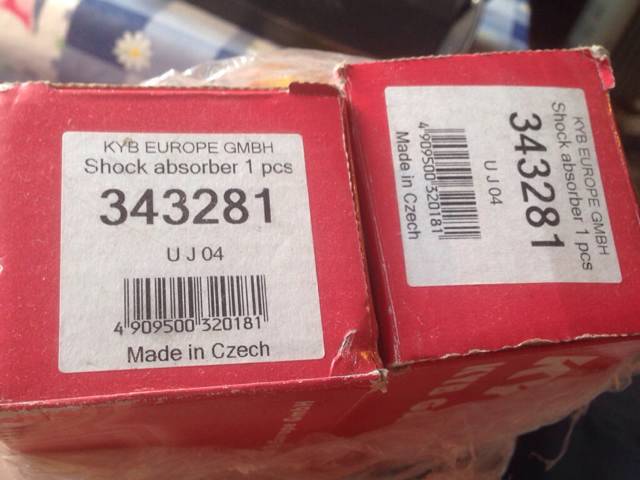 KYB EUROPE GMBH
Shock absorber 1 pcs
343281
U J 04
4 909500 320181
Made in Czech
KYB EUROPE GMBH
Shock absorber 1 pcs
343281
U J 04
4 909500 320181
Made in Czech